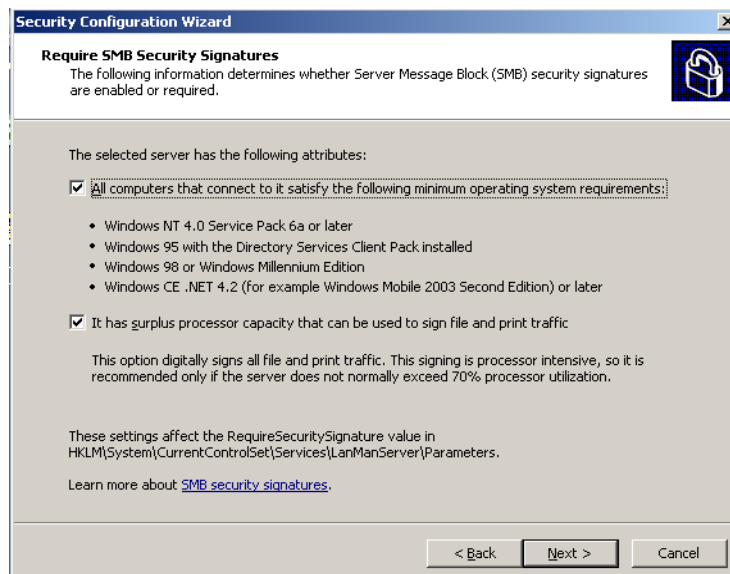 Security Configuration Wizard
Require SMB Security Signatures
The following information determines whether Server Message Block (SMB) security signatures
are enabled or required.
The selected server has the following attributes:
All computers that connect to it satisfy the following minimum operating system requirements:
• Windows NT 4.0 Service Pack 6a or later
• Windows 95 with the Directory Services Client Pack installed
• Windows 98 or Windows Millennium Edition
• Windows CE .NET 4.2 (for example Windows Mobile 2003 Second Edition) or later
It has surplus processor capacity that can be used to sign file and print traffic
This option digitally signs all file and print traffic. This signing is processor intensive, so it is
recommended only if the server does not normally exceed 70% processor utilization.
These settings affect the RequireSecuritySignature value in
HKLM\System\CurrentControlSet\Services\LanManServer\Parameters.
Learn more about SMB security signatures.
< Back Next > Cancel